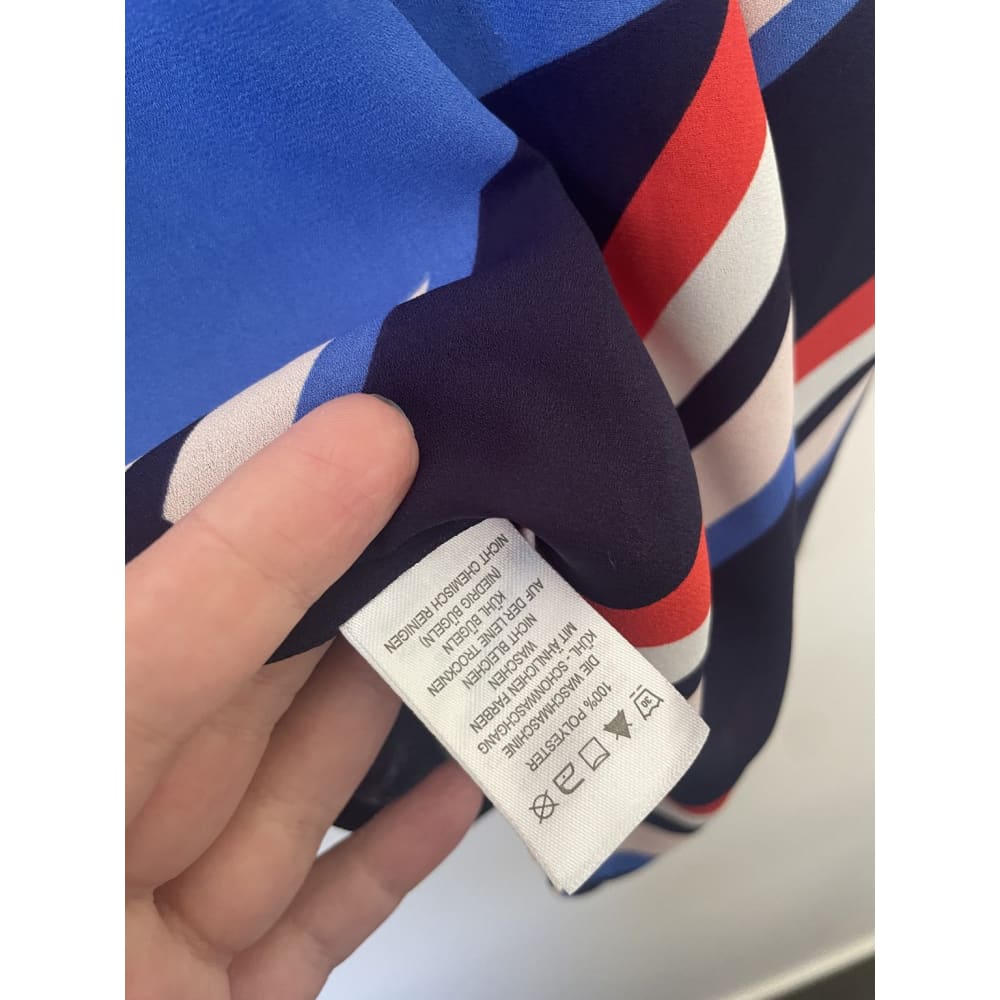 30
100% POLYESTER
DIE WASCHMASCHINE
KÜHL - SCHONWASCHGANG
MIT ÄHNLICHEN FARBEN
WASCHEN
NICHT BLEICHEN
AUF DER LEINE TROCKNEN
KÜHL BÜGELN
(NIEDRIG BÜGELN)
NICHT CHEMISCH REINIGEN